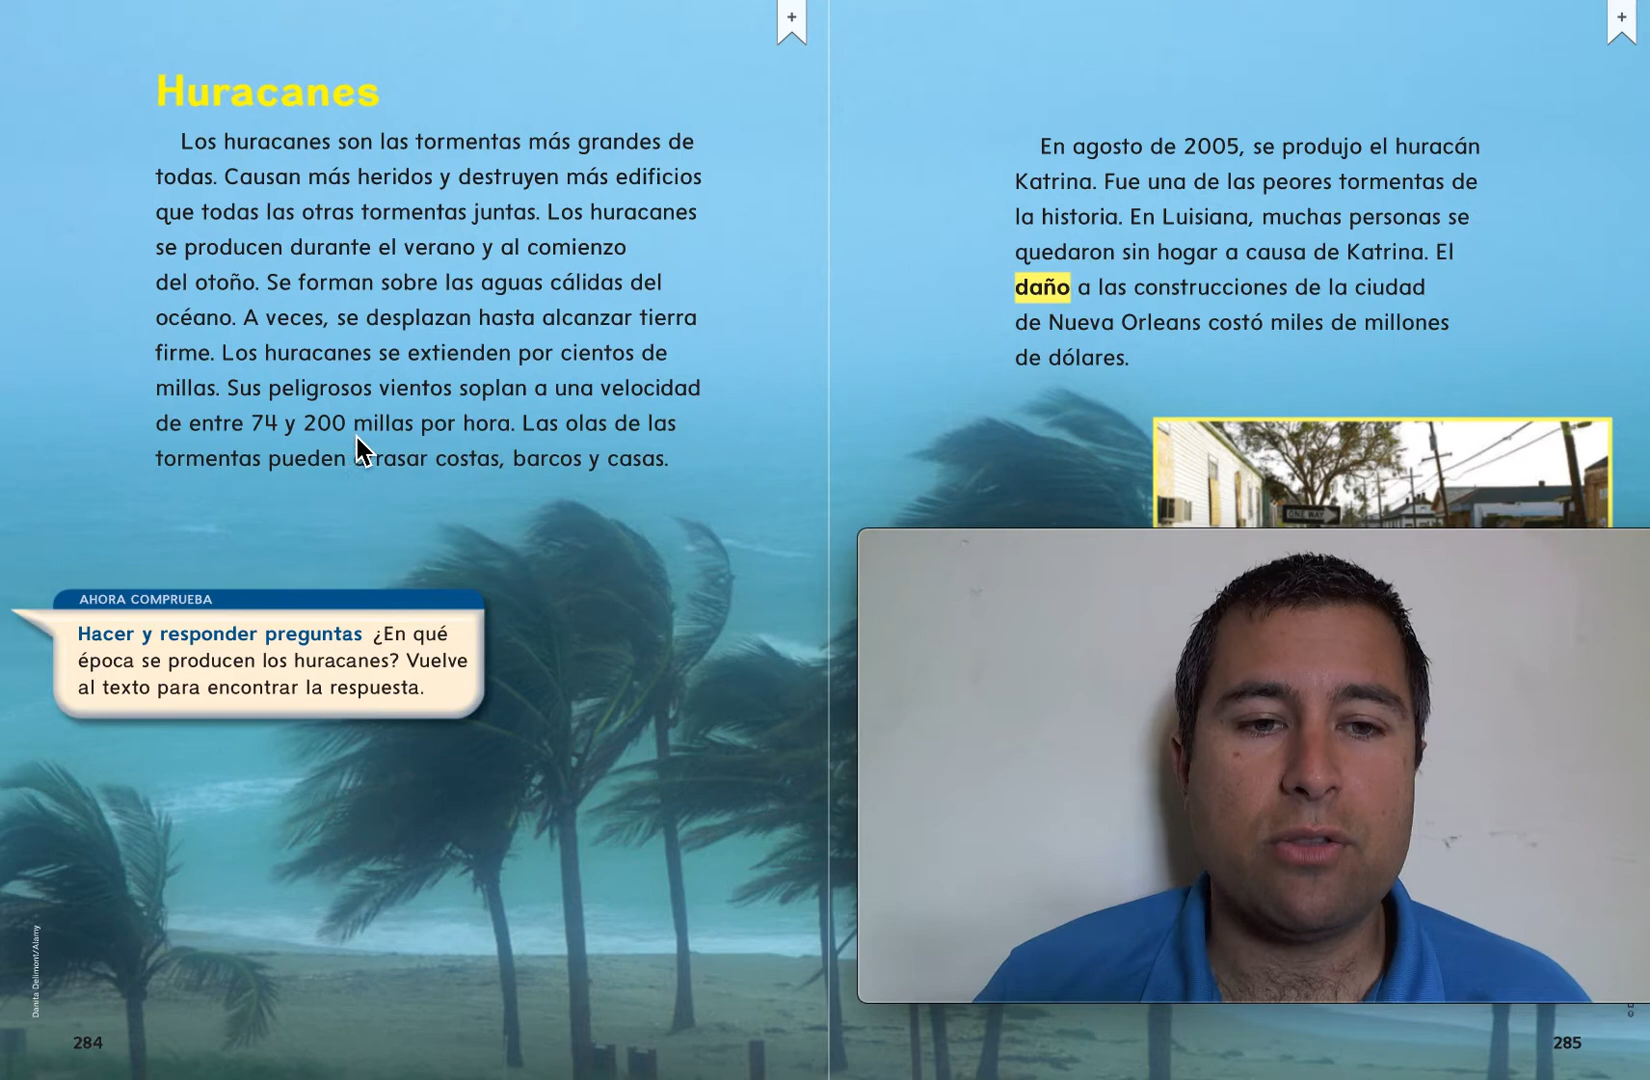 Huracanes
Los huracanes son las tormentas más grandes de
todas. Causan más heridos y destruyen más edificios
que todas las otras tormentas juntas. Los huracanes
se producen durante el verano y al comienzo
del otoño. Se forman sobre las aguas cálidas del
océano. A veces, se desplazan hasta alcanzar tierra
firme. Los huracanes se extienden por cientos de
millas. Sus peligrosos vientos soplan a una velocidad
de entre 74 y 200 millas por hora. Las olas de las
tormentas pueden arrasar costas, barcos y casas.
AHORA COMPRUEBA
Hacer y responder preguntas ¿En qué
época se producen los huracanes? Vuelve
al texto para encontrar la respuesta.
Danita Delimont/Alamy
284
En agosto de 2005, se produjo el huracán
Katrina. Fue una de las peores tormentas de
la historia. En Luisiana, muchas personas se
quedaron sin hogar a causa de Katrina. El
daño a las construcciones de la ciudad
de Nueva Orleans costó miles de millones
de dólares.
ONE WAY
285